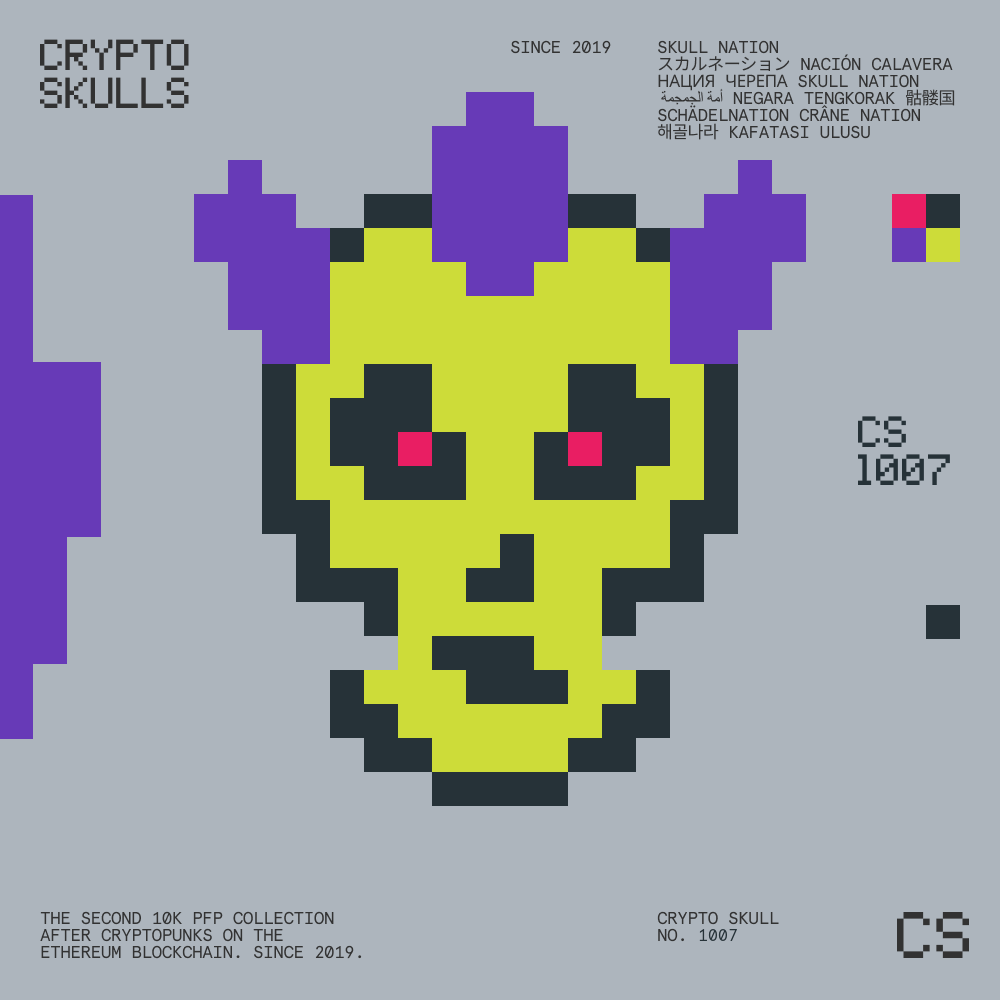 CRYPTO
SKULLS
SINCE 2019
SKULL NATION
スカルネーション NACIÓN CALAVERA
НАЦИЯ ЧЕРЕПА SKULL NATION
أمة الجمجمة NEGARA TENGKORAK 骷髅国
SCHÄDELNATION CRÂNE NATION
해골나라 KAFATASI ULUSU
CS
1007
THE SECOND 10K PFP COLLECTION
AFTER CRYPTOPUNKS ON THE
ETHEREUM BLOCKCHAIN. SINCE 2019.
CRYPTO SKULL
NO. 1007
CS